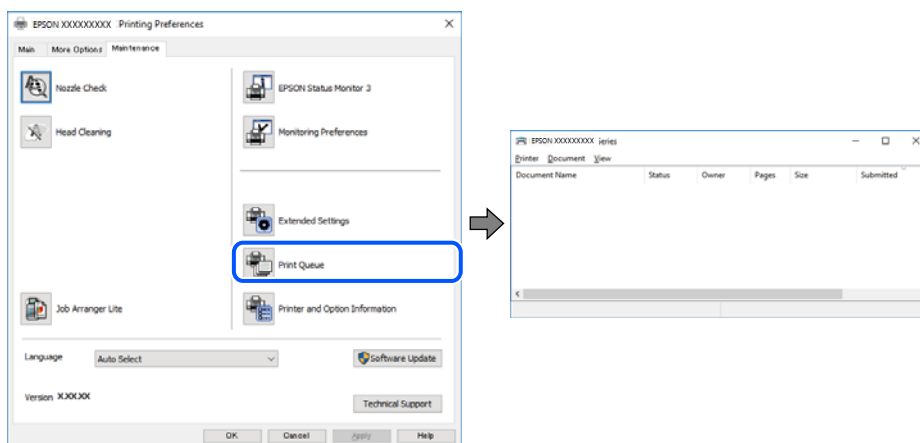 EPSON XXXXXXXXX Printing Preferences
Main More Options Maintenance
Nozzle Check
EPSON Status Monitor 3
Head Cleaning
Monitoring Preferences
Extended Settings
Print Queue
Job Arranger Lite
Printer and Option Information
Language Auto Select Software Update
Version X.XX.XX
Technical Support
OK Cancel Apply Help
EPSON XXXXXXXXX ieries
Printer Document View
Document Name Status Owner Pages Size Submitted